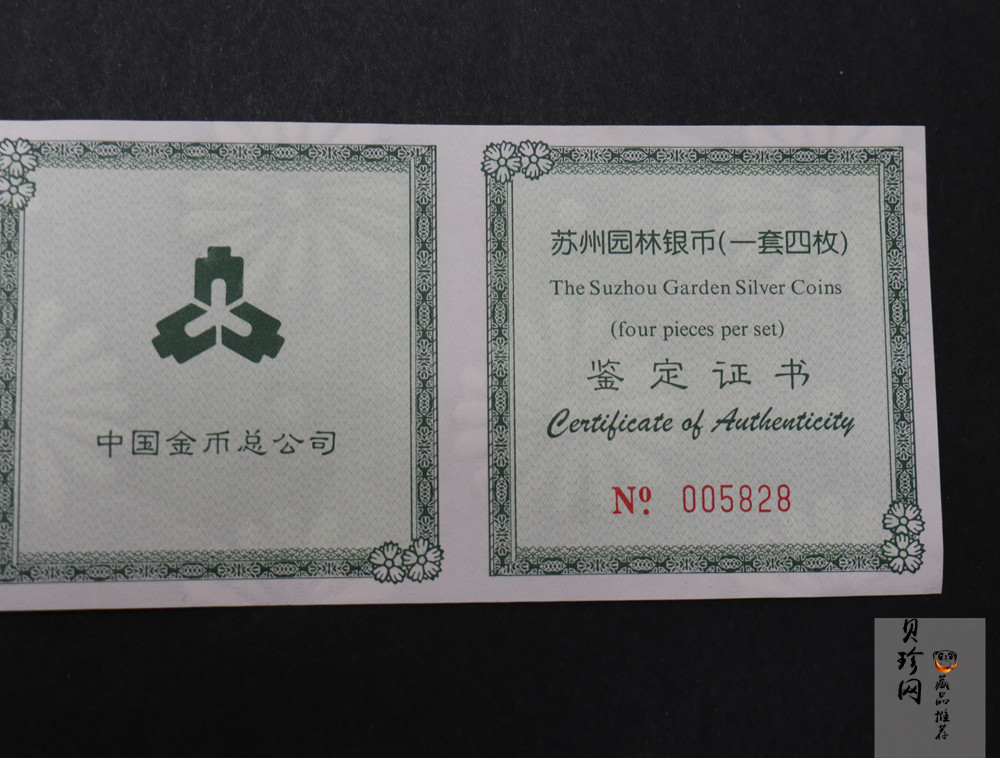 中国金币总公司
苏州园林银币(一套四枚)
The Suzhou Garden Silver Coins
(four pieces per set)
鉴定证书
Certificate of Authenticity
Nº. 005828
贝珍网
藏品推荐